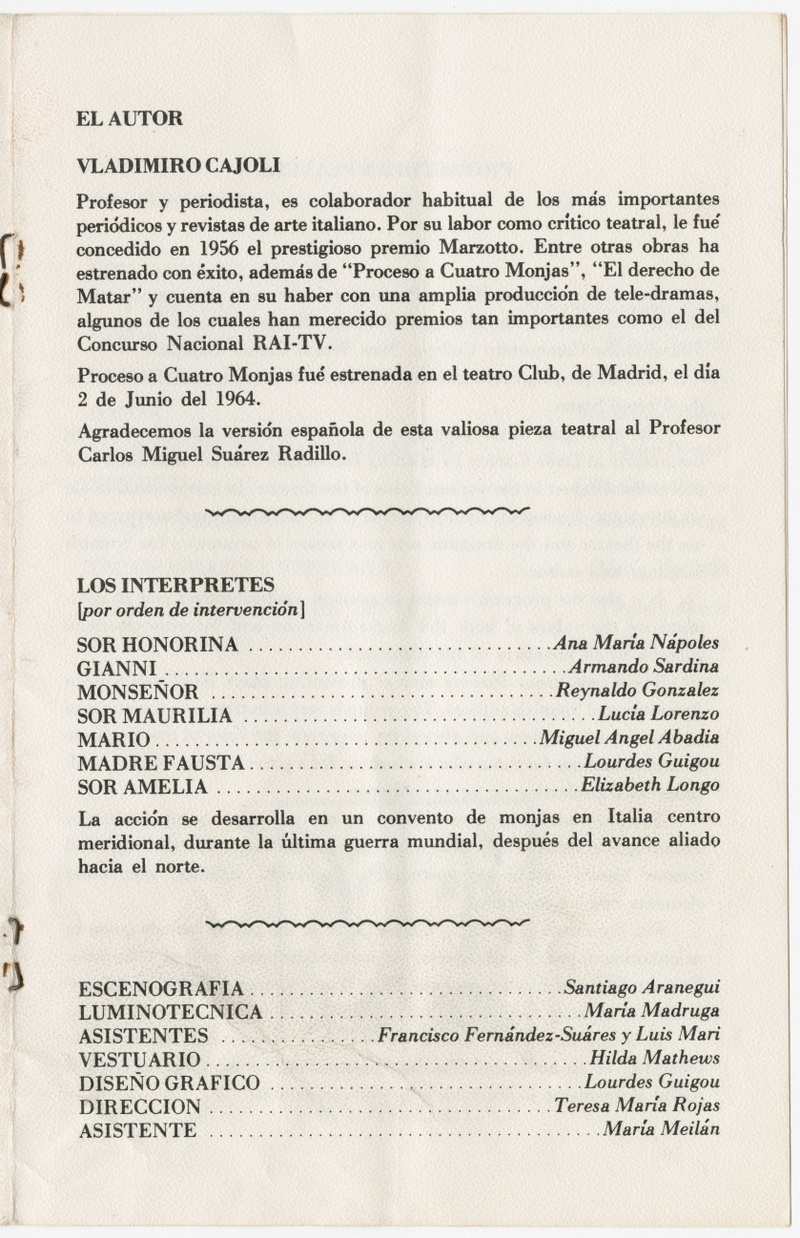 EL AUTOR
VLADIMIRO CAJOLI
Profesor y periodista, es colaborador habitual de los más importantes
periódicos y revistas de arte italiano. Por su labor como crítico teatral, le fué
concedido en 1956 el prestigioso premio Marzotto. Entre otras obras ha
estrenado con éxito, además de “Proceso a Cuatro Monjas”, “El derecho de
Matar” y cuenta en su haber con una amplia producción de tele-dramas,
algunos de los cuales han merecido premios tan importantes como el del
Concurso Nacional RAI-TV.
Proceso a Cuatro Monjas fué estrenada en el teatro Club, de Madrid, el día
2 de Junio del 1964.
Agradecemos la versión española de esta valiosa pieza teatral al Profesor
Carlos Miguel Suárez Radillo.
LOS INTERPRETES
[por orden de intervención]
SOR HONORINA ..............................Ana María Nápoles
GIANNI........................................Armando Sardina
MONSEÑOR ..................................Reynaldo Gonzalez
SOR MAURILIA ...................................Lucía Lorenzo
MARIO......................................Miguel Angel Abadia
MADRE FAUSTA.................................Lourdes Guigou
SOR AMELIA ....................................Elizabeth Longo
La acción se desarrolla en un convento de monjas en Italia centro
meridional, durante la última guerra mundial, después del avance aliado
hacia el norte.
ESCENOGRAFIA...............................Santiago Aranegui
LUMINOTECNICA ...............................María Madruga
ASISTENTES ................Francisco Fernández-Suáres y Luis Mari
VESTUARIO......................................Hilda Mathews
DISEÑO GRAFICO ...............................Lourdes Guigou
DIRECCION ..................................Teresa María Rojas
ASISTENTE .......................................María Meilán